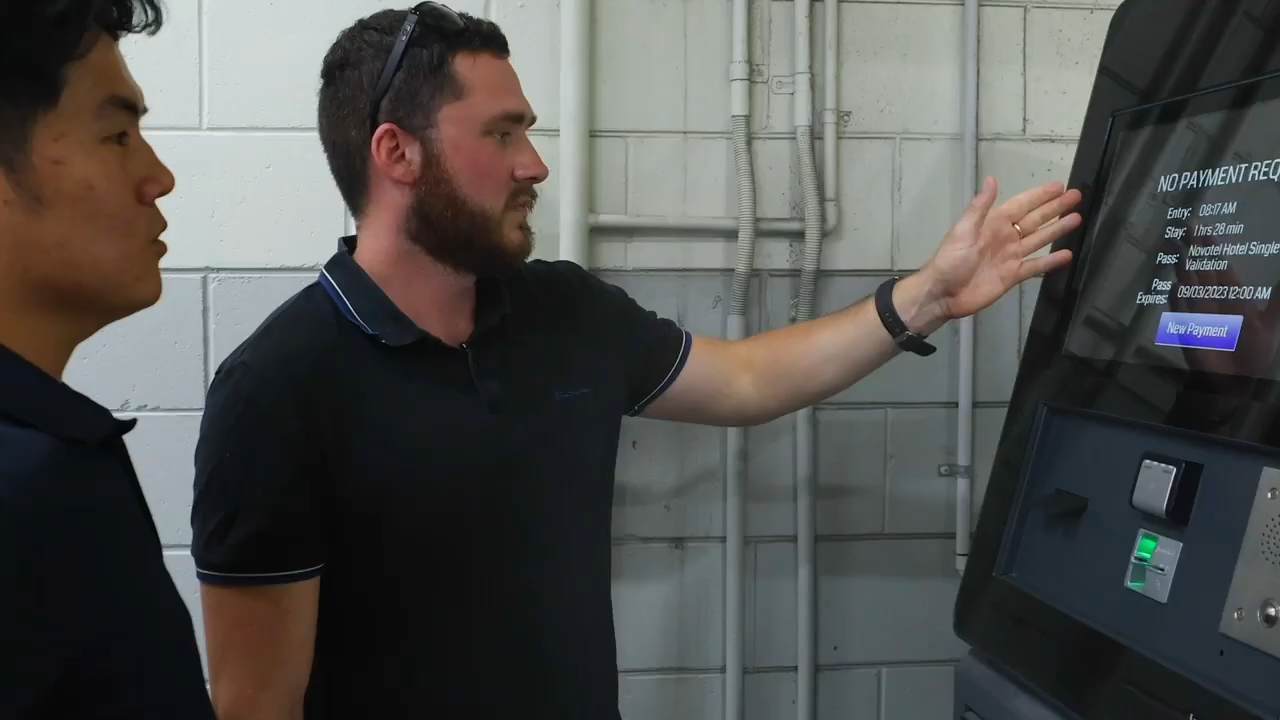 NO PAYMENT REQ
Entry: 08:17 AM
Stay: 1 hrs 28 min
Pass: Novotel Hotel Single
Validation
Pass
Expires: 09/03/2023 12:00 AM
New Payment